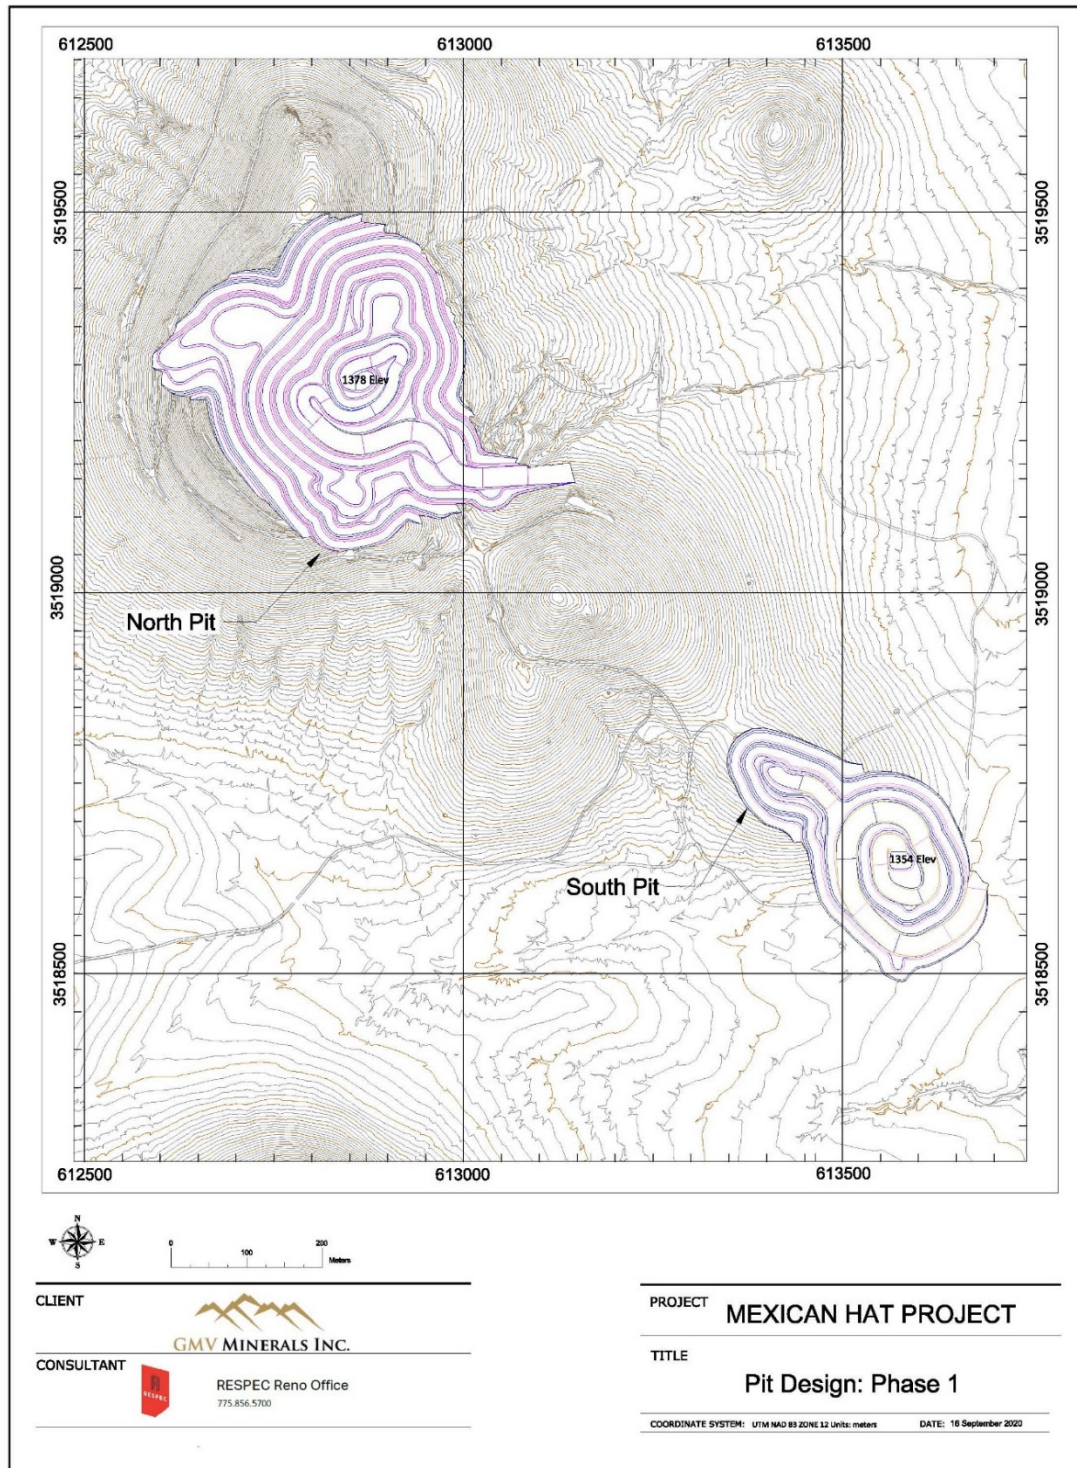 612500 613000 613500
3519500 3519500
1378 Elev
3519000 3519000
North Pit
1354 Elev
South Pit
3518500 3518500
612500 613000 613500
N
W E
S
0 100 200
Meters
CLIENT
GMV MINERALS INC.
CONSULTANT
RESPEC
RESPEC Reno Office
775.856.5700
PROJECT MEXICAN HAT PROJECT
TITLE
Pit Design: Phase 1
COORDINATE SYSTEM: UTM NAD 83 ZONE 12 Units: meters DATE: 16 September 2020